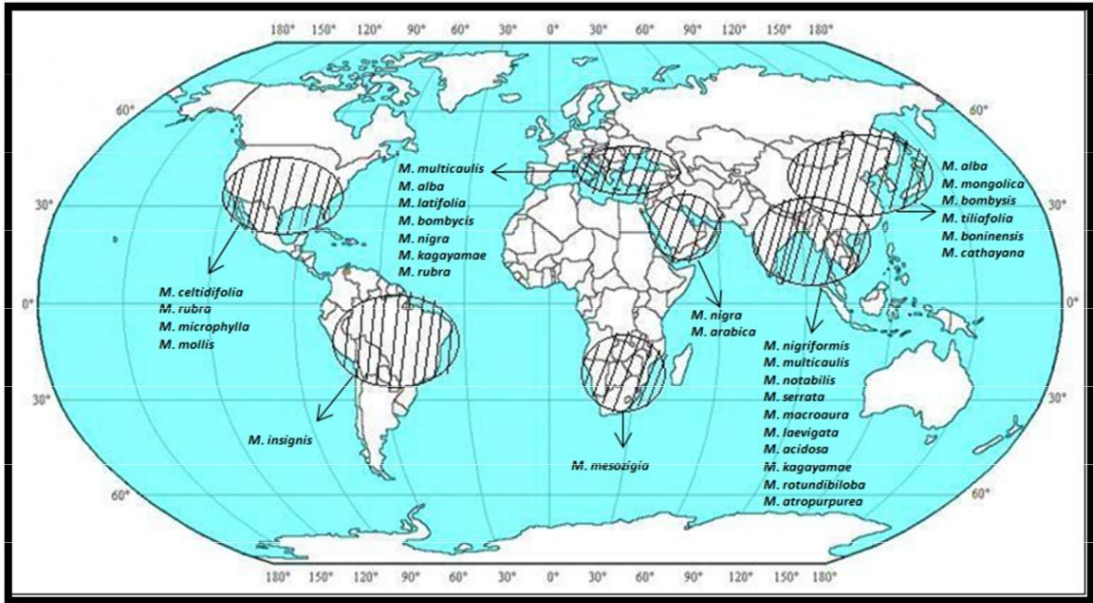 180° 150° 120° 90° 60° 30° 0° 30° 60° 90° 120° 150° 180°
60° 60°
30° 30°
0° 0°
30° 30°
60° 60°
M. multicaulis
M. alba
M. latifolia
M. bombycis
M. nigra
M. kagayamae
M. rubra
M. alba
M. mongolica
M. bombysis
M. tiliafolia
M. boninensis
M. cathayana
M. celtidifolia
M. rubra
M. microphylla
M. mollis
M. nigra
M. arabica
M. nigriformis
M. multicaulis
M. notabilis
M. serrata
M. macroaura
M. laevigata
M. acidosa
M. kagayamae
M. rotundibiloba
M. atropurpurea
M. insignis
M. mesozigia
180° 150° 120° 90° 60° 30° 0° 30° 60° 90° 120° 150° 180°